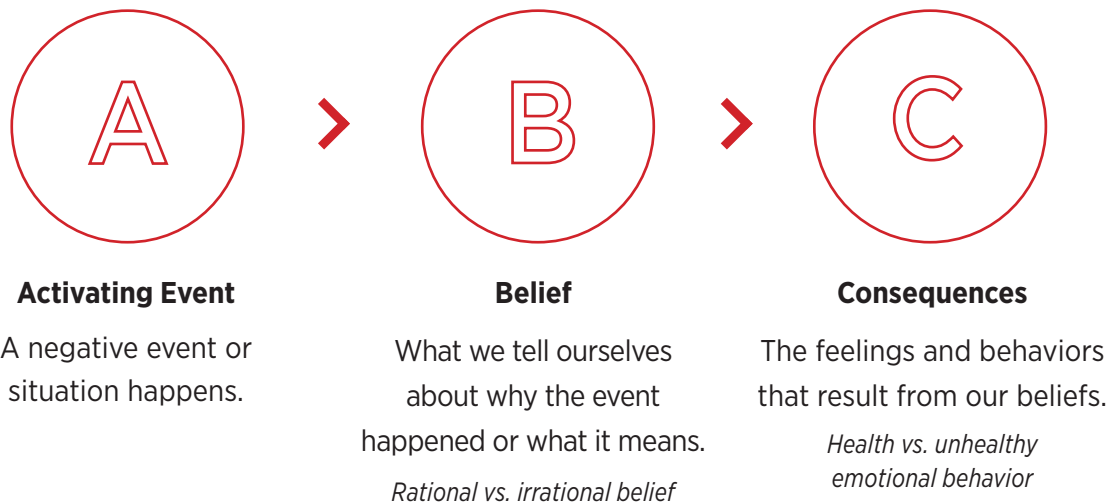 A
B
C
Activating Event
A negative event or
situation happens.
Belief
What we tell ourselves
about why the event
happened or what it means.
Rational vs. irrational belief
Consequences
The feelings and behaviors
that result from our beliefs.
Health vs. unhealthy
emotional behavior